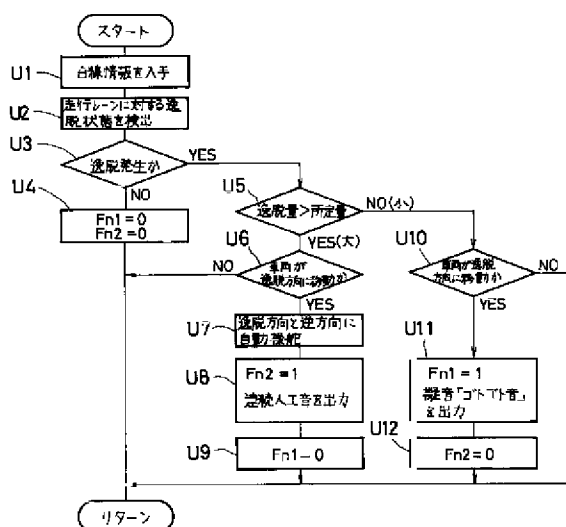 スタート
U1
白線情報を入手
U2
走行レーンに対する逸
脱状態を検出
U3
逸脱発生か
YES
NO
U4
Fn1=0
Fn2=0
U5
逸脱量>所定量
NO(小)
YES(大)
U6
車両が
逸脱方向に移動か
NO
YES
U7
逸脱方向と逆方向に
自動操舵
U8
Fn2=1
連続人工音を出力
U9
Fn1=0
U10
車両が逸脱
方向に移動か
NO
YES
U11
Fn1=1
擬音「ゴトゴト音」
を出力
U12
Fn2=0
リターン